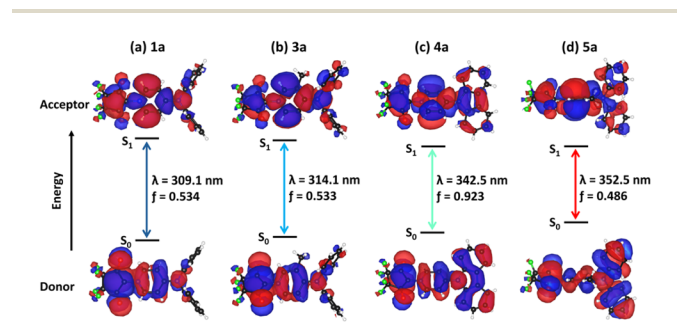 (a) 1a (b) 3a (c) 4a (d) 5a
Acceptor
S1 S1 S1 S1
Energy
λ = 309.1 nm λ = 314.1 nm λ = 342.5 nm λ = 352.5 nm
ƒ = 0.534 ƒ = 0.533 ƒ = 0.923 ƒ = 0.486
S0 S0 S0 S0
Donor